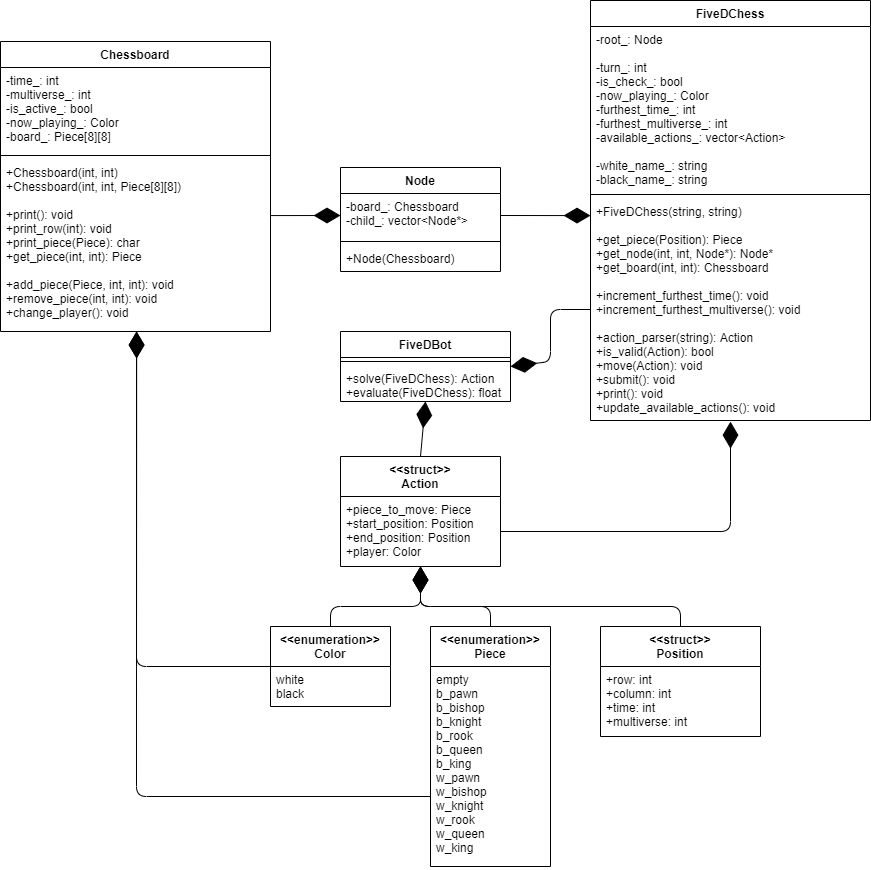 Chessboard
-time_: int
-multiverse_: int
-is_active_: bool
-now_playing_: Color
-board_: Piece[8][8]
+Chessboard(int, int)
+Chessboard(int, int, Piece[8][8])
+print(): void
+print_row(int): void
+print_piece(Piece): char
+get_piece(int, int): Piece
+add_piece(Piece, int, int): void
+remove_piece(int, int): void
+change_player(): void
Node
-board_: Chessboard
-child_: vector<Node*>
+Node(Chessboard)
FiveDChess
-root_: Node
-turn_: int
-is_check_: bool
-now_playing_: Color
-furthest_time_: int
-furthest_multiverse_: int
-available_actions_: vector<Action>
-white_name_: string
-black_name_: string
+FiveDChess(string, string)
+get_piece(Position): Piece
+get_node(int, int, Node*): Node*
+get_board(int, int): Chessboard
+increment_furthest_time(): void
+increment_furthest_multiverse(): void
+action_parser(string): Action
+is_valid(Action): bool
+move(Action): void
+submit(): void
+print(): void
+update_available_actions(): void
FiveDBot
+solve(FiveDChess): Action
+evaluate(FiveDChess): float
<<struct>>
Action
+piece_to_move: Piece
+start_position: Position
+end_position: Position
+player: Color
<<enumeration>>
Color
white
black
<<enumeration>>
Piece
empty
b_pawn
b_bishop
b_knight
b_rook
b_queen
b_king
w_pawn
w_bishop
w_knight
w_rook
w_queen
w_king
<<struct>>
Position
+row: int
+column: int
+time: int
+multiverse: int